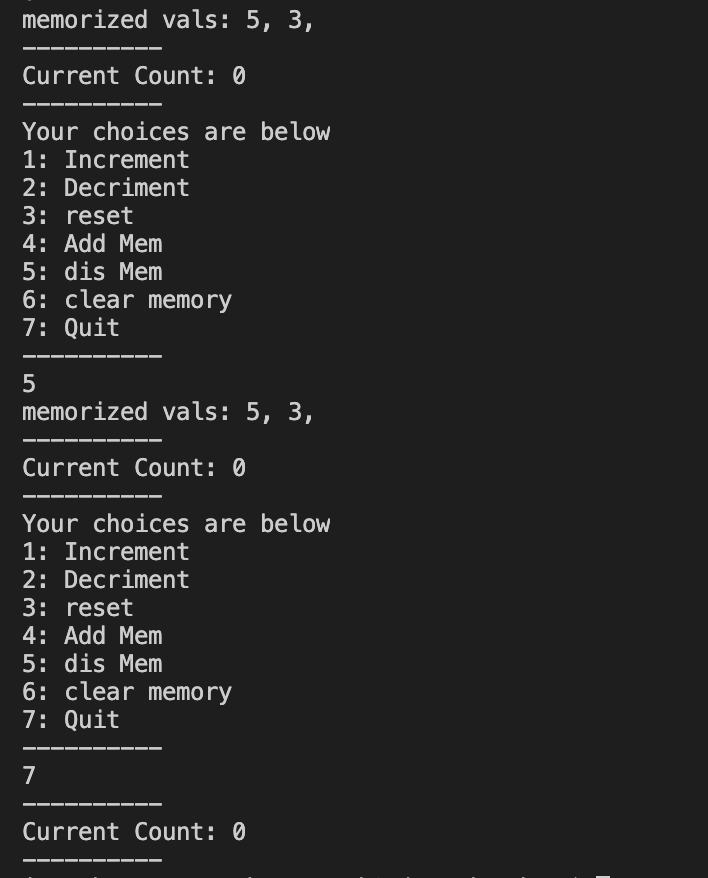 memorized vals: 5, 3,
----------
Current Count: 0
----------
Your choices are below
1: Increment
2: Decriment
3: reset
4: Add Mem
5: dis Mem
6: clear memory
7: Quit
----------
5
memorized vals: 5, 3,
----------
Current Count: 0
----------
Your choices are below
1: Increment
2: Decriment
3: reset
4: Add Mem
5: dis Mem
6: clear memory
7: Quit
----------
7
----------
Current Count: 0
----------